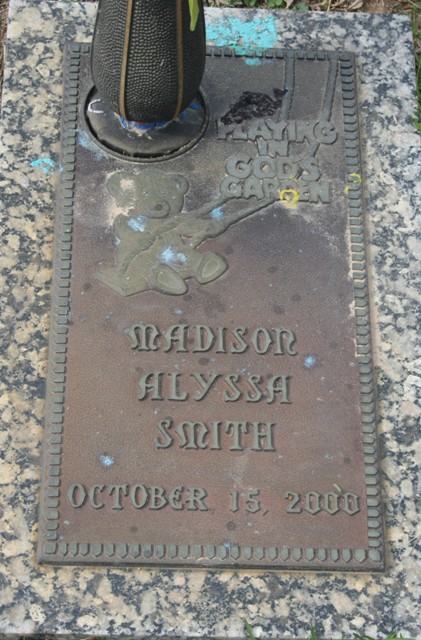 PLAYING
IN
GOD'S
GARDEN
MADISON
ALYSSA
SMITH
OCTOBER 15, 2000